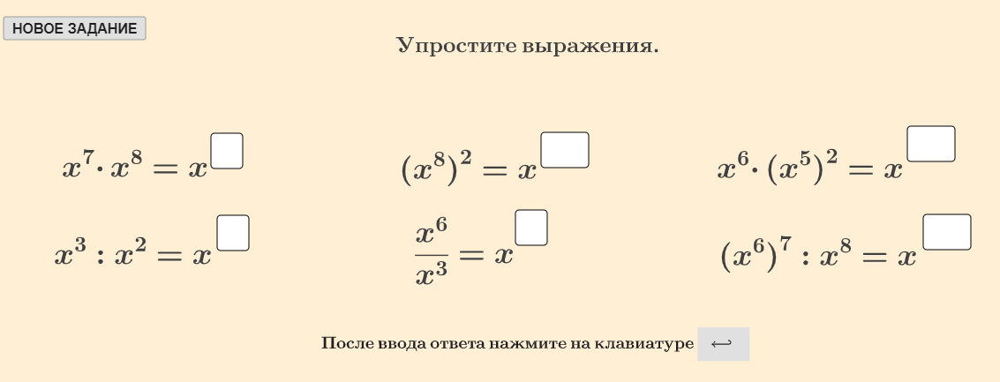 НОВОЕ ЗАДАНИЕ
Упростите выражения.
x⁷· x⁸ = x
(x⁸)² = x
x⁶· (x⁵)² = x
x³ : x² = x
x⁶/x³ = x
(x⁶)⁷ : x⁸ = x
После ввода ответа нажмите на клавиатуре ↩